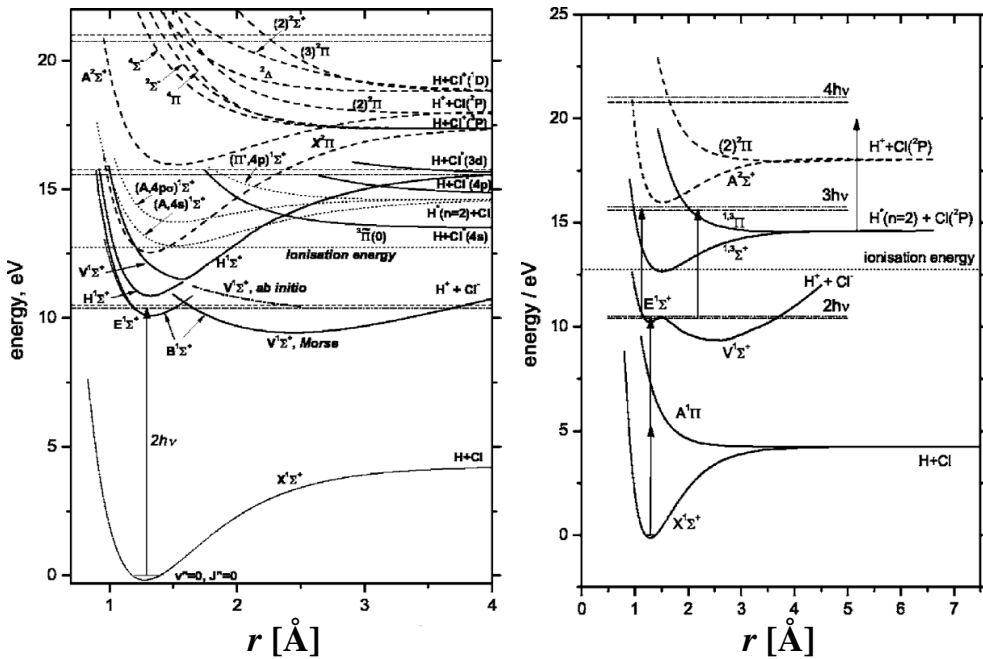 energy, eV
20
15
10
5
0
1
2
3
4
r [Å]
A²Σ⁺
⁴Σ⁻
²Σ⁻
⁴Π
²Δ
(2)²Σ⁺
(3)²Π
(2)²Π
X²Π
H+Cl⁺(¹D)
H⁺+Cl(²P)
H+Cl⁺(³P)
H+Cl*(3d)
H+Cl*(4p)
H*(n=2)+Cl
H+Cl*(4s)
(Π',4p)¹Σ⁺
(A,4pσ)¹Σ⁺
(A,4s)¹Σ⁺
Ionisation energy
V¹Σ⁺
H¹Σ⁺
H¹Σ⁺
E¹Σ⁺
B¹Σ⁺
V¹Σ⁺, ab initio
H⁺ + Cl⁻
V¹Σ⁺, Morse
2hν
H+Cl
X¹Σ⁺
v"=0, J"=0
energy / eV
25
20
15
10
5
0
0
1
2
3
4
5
6
7
r [Å]
4hν
(2)²Π
H⁺+Cl(²P)
A²Σ⁺
3hν
¹,³Π
H*(n=2) + Cl(²P)
¹,³Σ⁺
ionisation energy
E¹Σ⁺
H⁺ + Cl⁻
2hν
V¹Σ⁺
A¹Π
H+Cl
X¹Σ⁺